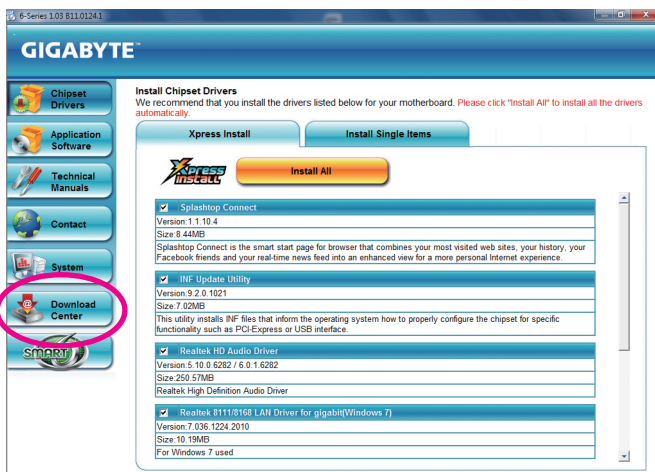 6-Series 1.03 B11.0124.1
GIGABYTE™
Chipset
Drivers
Application
Software
Technical
Manuals
Contact
System
Download
Center
SMART6
Install Chipset Drivers
We recommend that you install the drivers listed below for your motherboard. Please click "Install All" to install all the drivers
automatically.
Xpress Install
Install Single Items
Xpress
Install
Install All
Splashtop Connect
Version:1.1.10.4
Size:8.44MB
Splashtop Connect is the smart start page for browser that combines your most visited web sites, your history, your
Facebook friends and your real-time news feed into an enhanced view for a more personal Internet experience.
INF Update Utility
Version:9.2.0.1021
Size:7.02MB
This utility installs INF files that inform the operating system how to properly configure the chipset for specific
functionality such as PCI-Express or USB interface.
Realtek HD Audio Driver
Version:5.10.0.6282 / 6.0.1.6282
Size:250.57MB
Realtek High Definition Audio Driver
Realtek 8111/8168 LAN Driver for gigabit(Windows 7)
Version:7.036.1224.2010
Size:10.19MB
For Windows 7 used